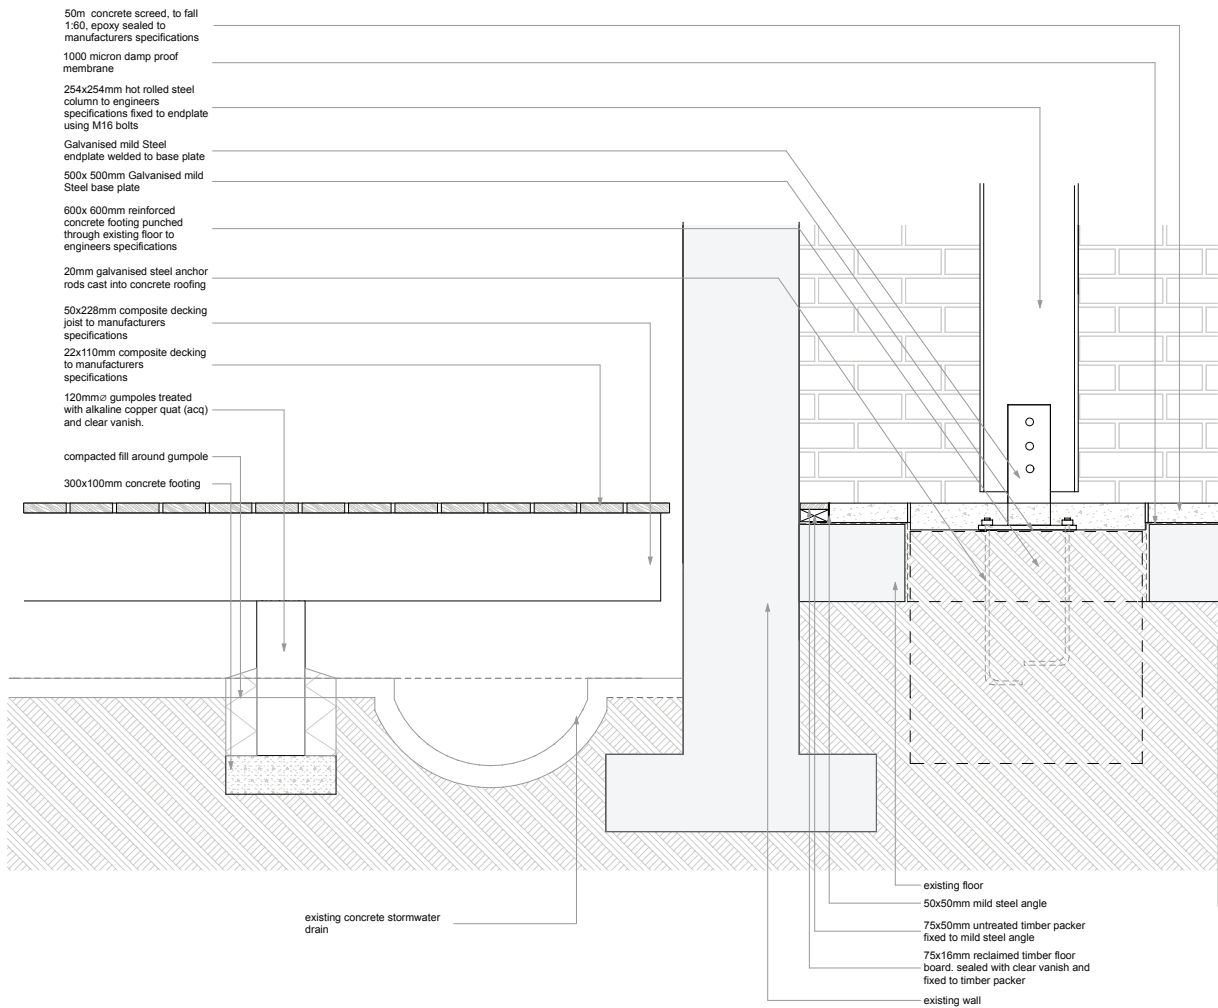 50m  concrete screed, to fall
1:60, epoxy sealed to
manufacturers specifications
1000 micron damp proof
membrane
254x254mm hot rolled steel
column to engineers
specifications fixed to endplate
using M16 bolts
Galvanised mild Steel
endplate welded to base plate
500x 500mm Galvanised mild
Steel base plate
600x 600mm reinforced
concrete footing punched
through existing floor to
engineers specifications
20mm galvanised steel anchor
rods cast into concrete roofing
50x228mm composite decking
joist to manufacturers
specifications
22x110mm composite decking
to manufacturers
specifications
120mm⌀ gumpoles treated
with alkaline copper quat (acq)
and clear vanish.
compacted fill around gumpole
300x100mm concrete footing
existing concrete stormwater
drain
existing floor
50x50mm mild steel angle
75x50mm untreated timber packer
fixed to mild steel angle
75x16mm reclaimed timber floor
board. sealed with clear vanish and
fixed to timber packer
existing wall